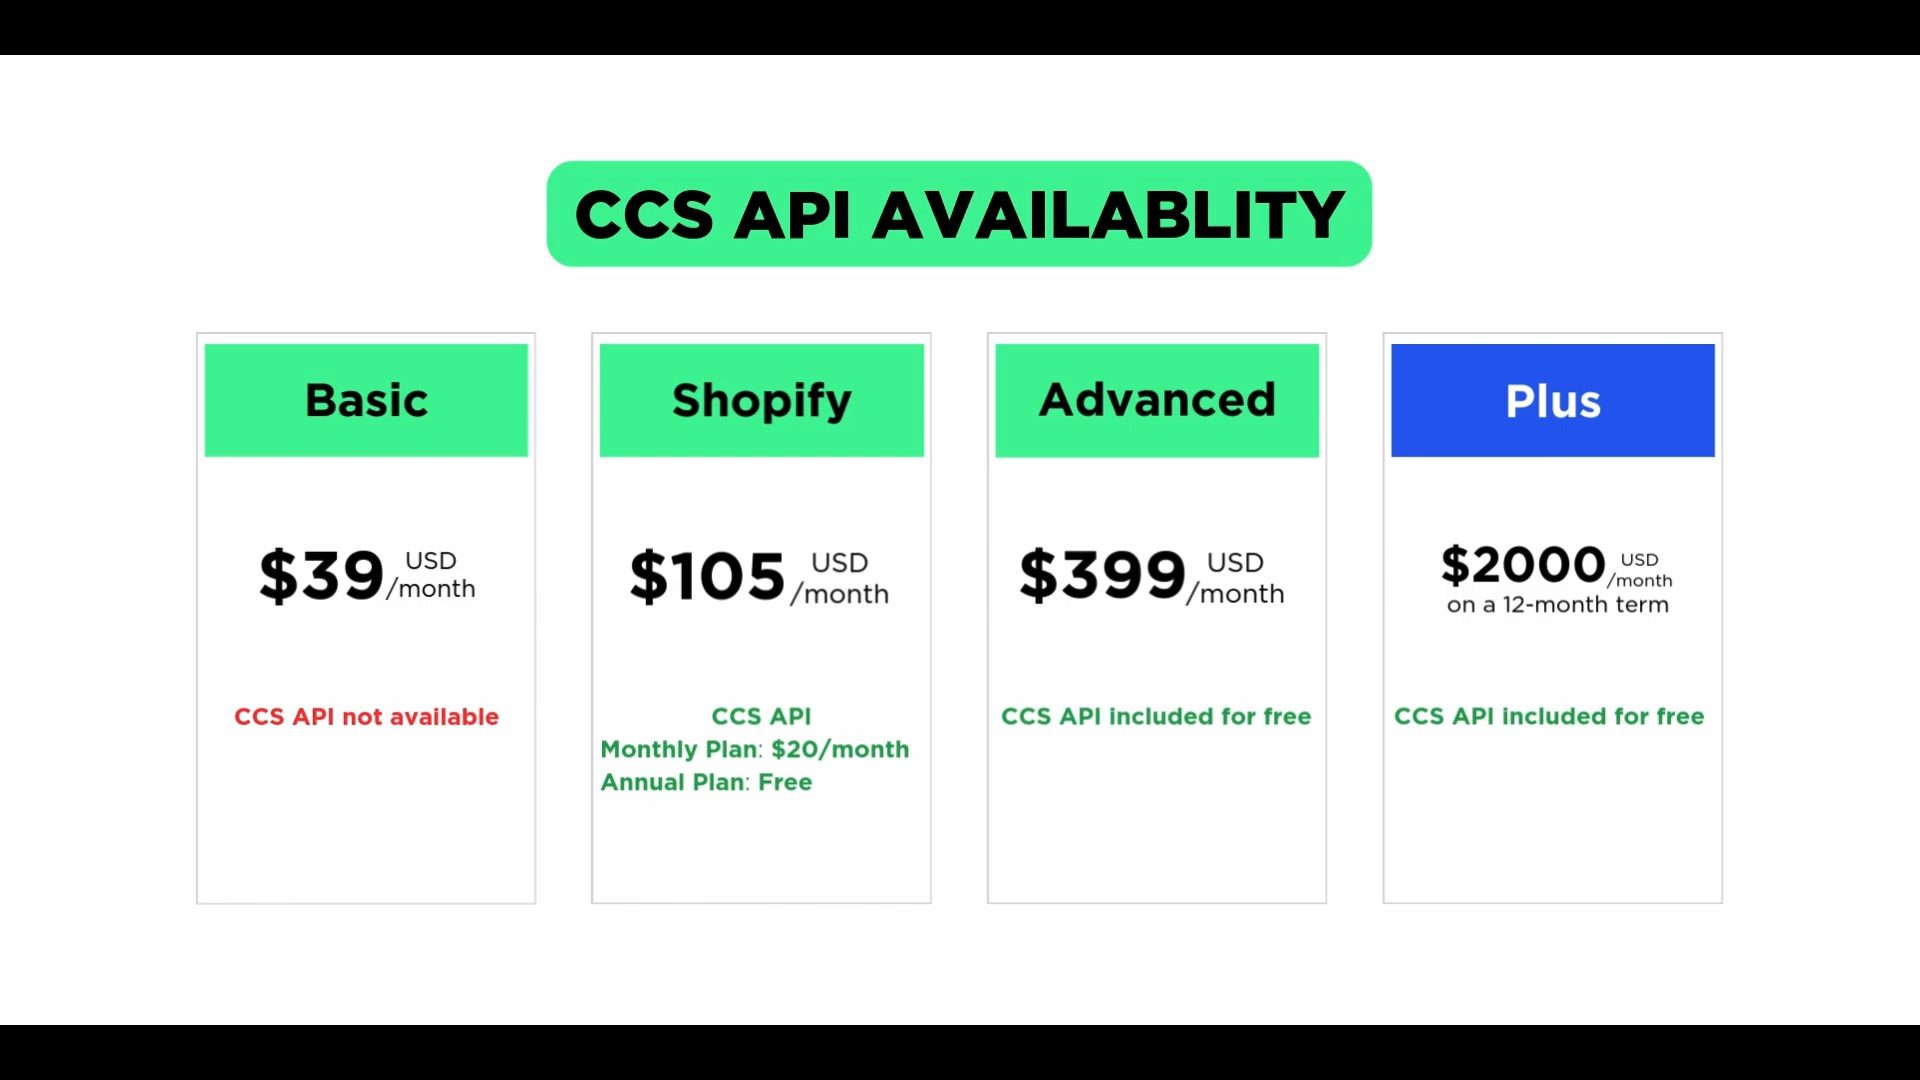 CCS API AVAILABLITY
Basic
$39 USD
/month
CCS API not available
Shopify
$105 USD
/month
CCS API
Monthly Plan: $20/month
Annual Plan: Free
Advanced
$399 USD
/month
CCS API included for free
Plus
$2000 USD
/month
on a 12-month term
CCS API included for free